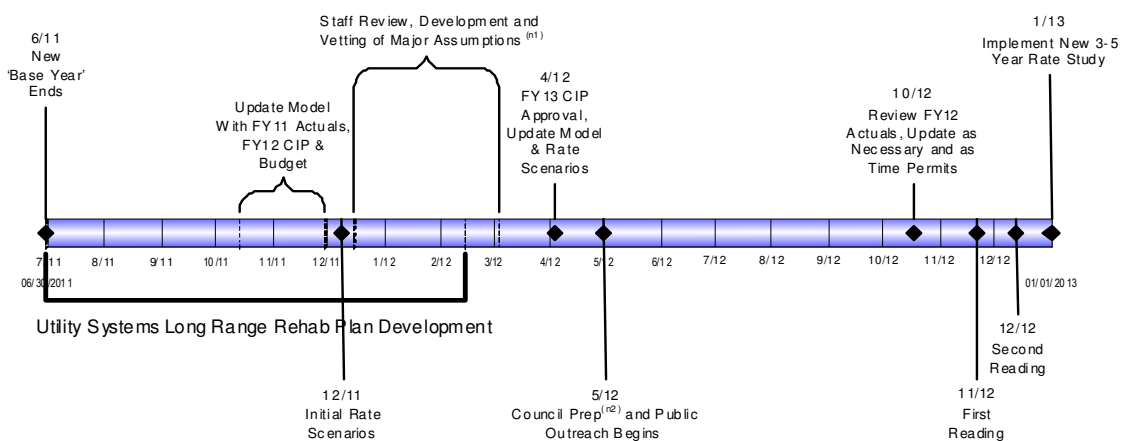 6/11
New
'Base Year'
Ends
Update Model
With FY11 Actuals,
FY12 CIP &
Budget
Staff Review, Development and
Vetting of Major Assumptions (n1)
4/12
FY13 CIP
Approval,
Update Model
& Rate
Scenarios
10/12
Review FY12
Actuals, Update as
Necessary and as
Time Permits
1/13
Implement New 3-5
Year Rate Study
7/11 8/11 9/11 10/11 11/11 12/11 1/12 2/12 3/12 4/12 5/12 6/12 7/12 8/12 9/12 10/12 11/12 12/12
06/30/2011 01/01/2013
Utility Systems Long Range Rehab Plan Development
12/11
Initial Rate
Scenarios
5/12
Council Prep(n2) and Public
Outreach Begins
11/12
First
Reading
12/12
Second
Reading